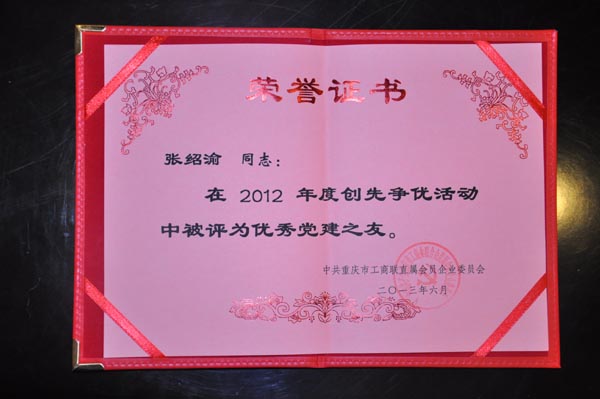 荣誉证书
张绍渝 同志：
在 2012 年度创先争优活动
中被评为优秀党建之友。
中共重庆市工商联直属会员企业委员会
二〇一三年六月